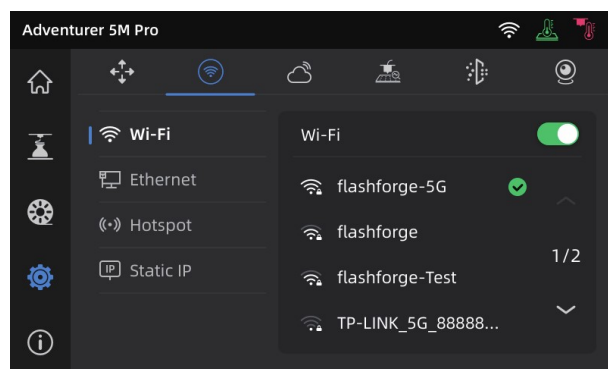 Adventurer 5M Pro
Wi-Fi
Ethernet
Hotspot
IP Static IP
Wi-Fi
flashforge-5G
flashforge
flashforge-Test
TP-LINK_5G_88888...
1/2